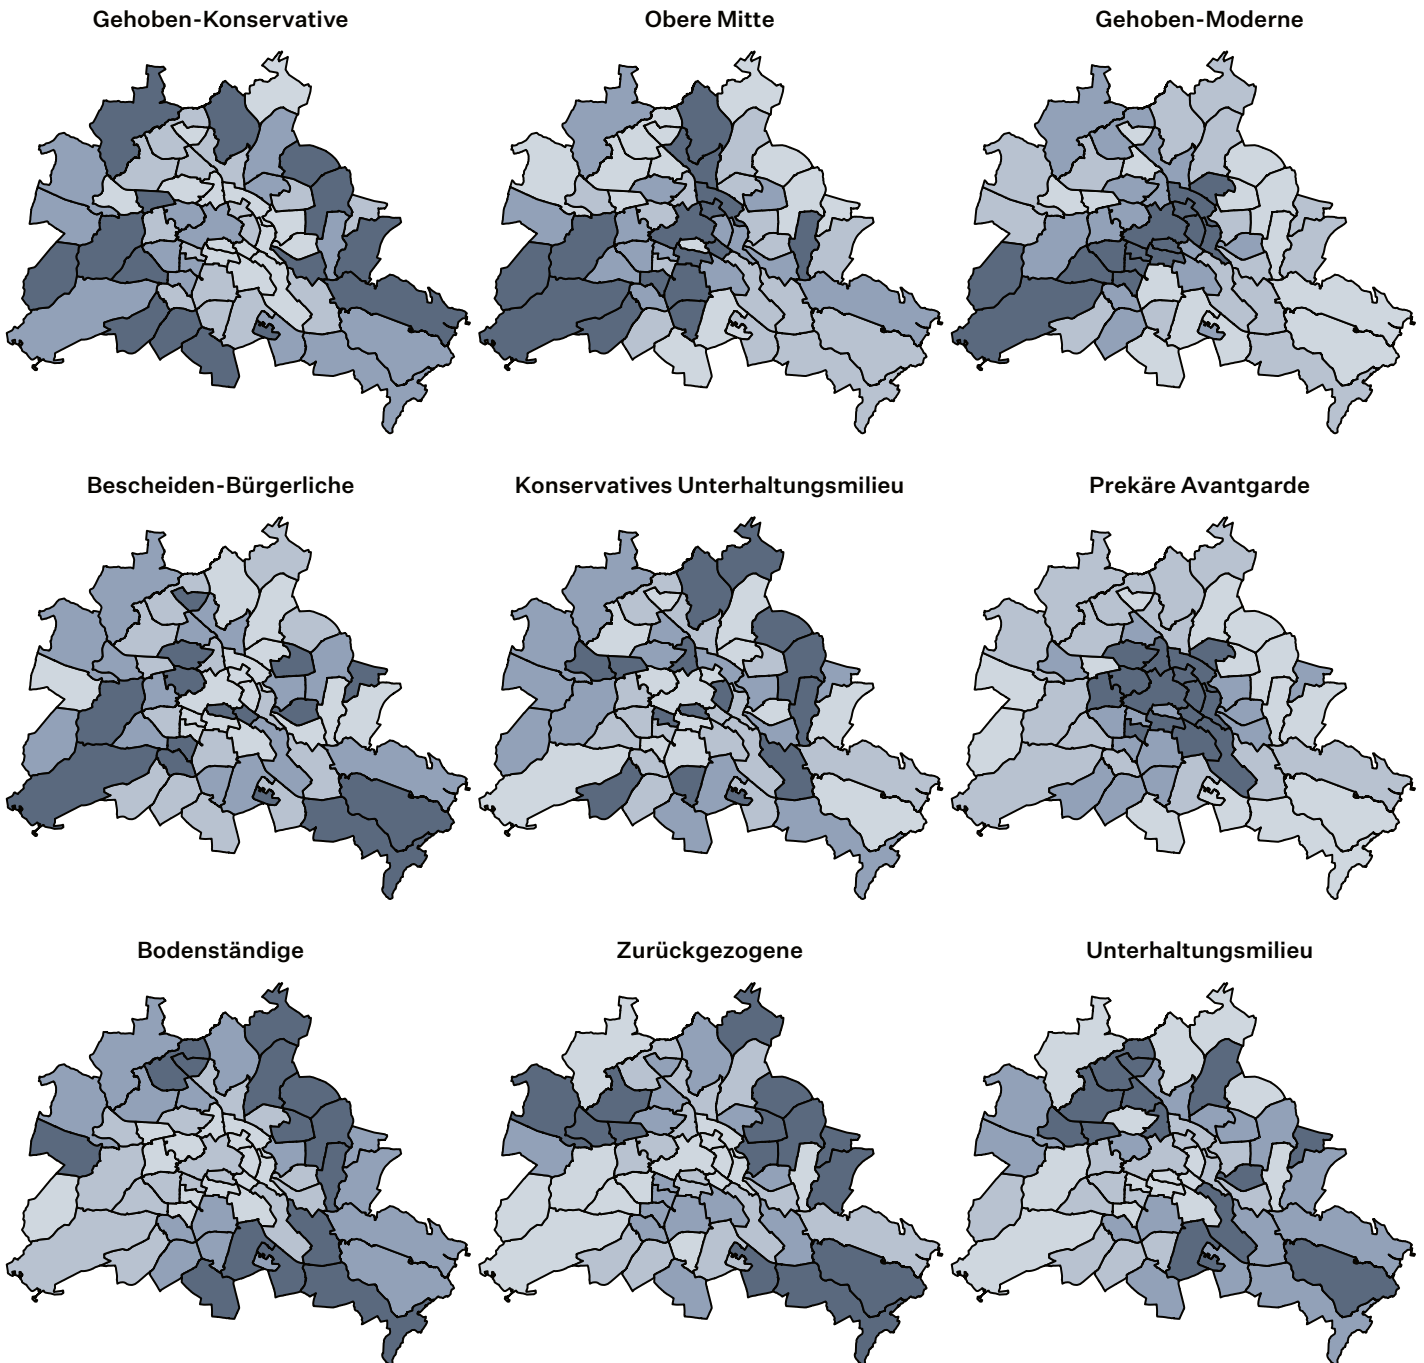 Gehoben-Konservative
Obere Mitte
Gehoben-Moderne
Bescheiden-Bürgerliche
Konservatives Unterhaltungsmilieu
Prekäre Avantgarde
Bodenständige
Zurückgezogene
Unterhaltungsmilieu